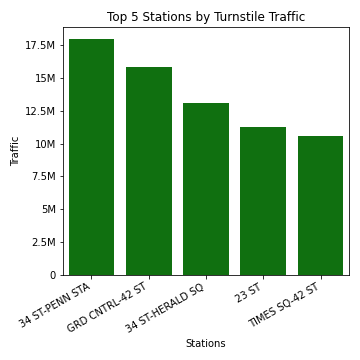 Top 5 Stations by Turnstile Traffic
17.5M
15M
12.5M
10M
7.5M
5M
2.5M
0
Traffic
34 ST-PENN STA
GRD CNTRL-42 ST
34 ST-HERALD SQ
23 ST
TIMES SQ-42 ST
Stations